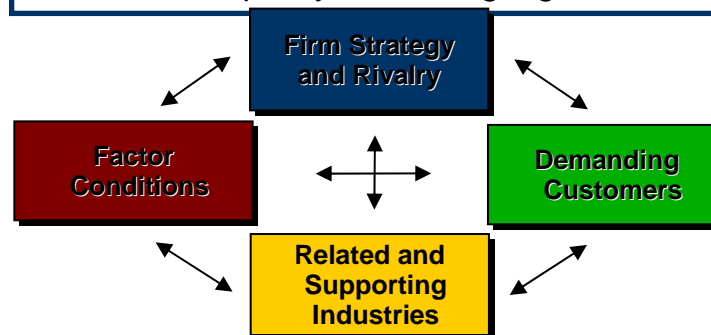 Firm Strategy
and Rivalry
Factor
Conditions
Demanding
Customers
Related and
Supporting
Industries